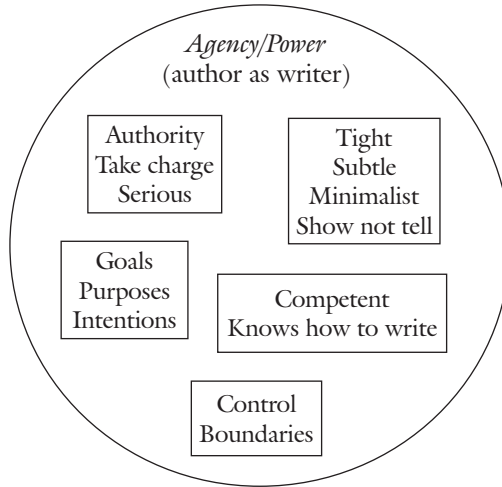 Agency/Power
(author as writer)
Authority
Take charge
Serious
Tight
Subtle
Minimalist
Show not tell
Goals
Purposes
Intentions
Competent
Knows how to write
Control
Boundaries